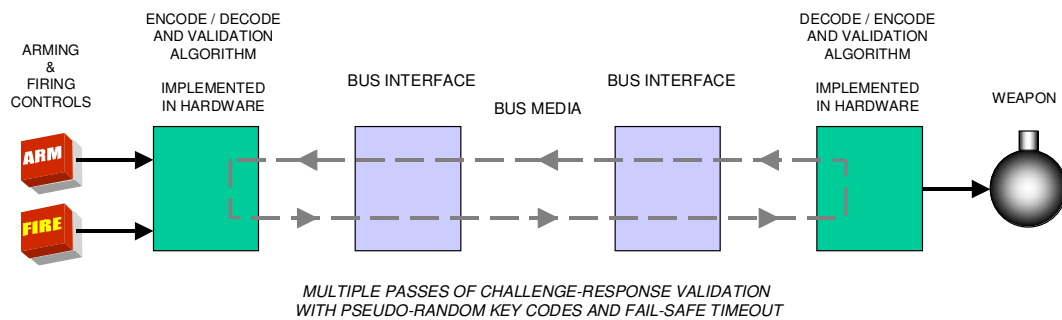 ENCODE / DECODE
AND VALIDATION
ALGORITHM
IMPLEMENTED
IN HARDWARE
DECODE / ENCODE
AND VALIDATION
ALGORITHM
IMPLEMENTED
IN HARDWARE
ARMING
&
FIRING
CONTROLS
BUS INTERFACE
BUS INTERFACE
BUS MEDIA
WEAPON
ARM
FIRE
MULTIPLE PASSES OF CHALLENGE-RESPONSE VALIDATION
WITH PSEUDO-RANDOM KEY CODES AND FAIL-SAFE TIMEOUT